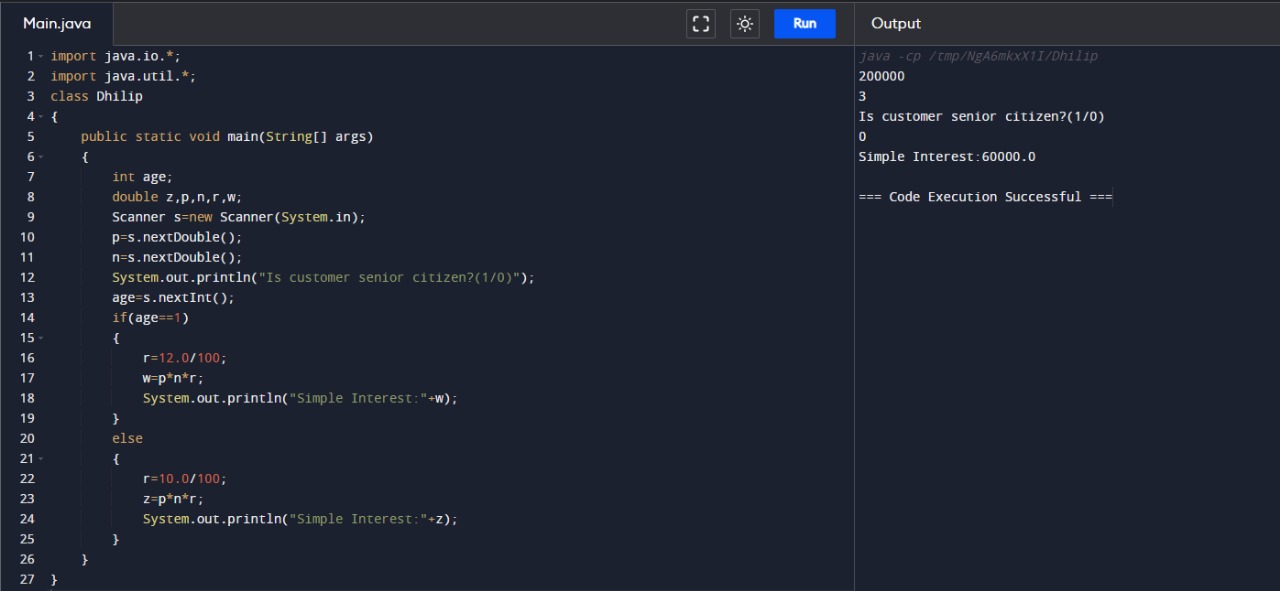 Main.java
Run
Output
1 import java.io.*;
2 import java.util.*;
3 class Dhilip
4 {
5 public static void main(String[] args)
6 {
7 int age;
8 double z,p,n,r,w;
9 Scanner s=new Scanner(System.in);
10 p=s.nextDouble();
11 n=s.nextDouble();
12 System.out.println("Is customer senior citizen?(1/0)");
13 age=s.nextInt();
14 if(age==1)
15 {
16 r=12.0/100;
17 w=p*n*r;
18 System.out.println("Simple Interest:"+w);
19 }
20 else
21 {
22 r=10.0/100;
23 z=p*n*r;
24 System.out.println("Simple Interest:"+z);
25 }
26 }
27 }
java -cp /tmp/NgA6mkxX1I/Dhilip
200000
3
Is customer senior citizen?(1/0)
0
Simple Interest:60000.0
=== Code Execution Successful ===